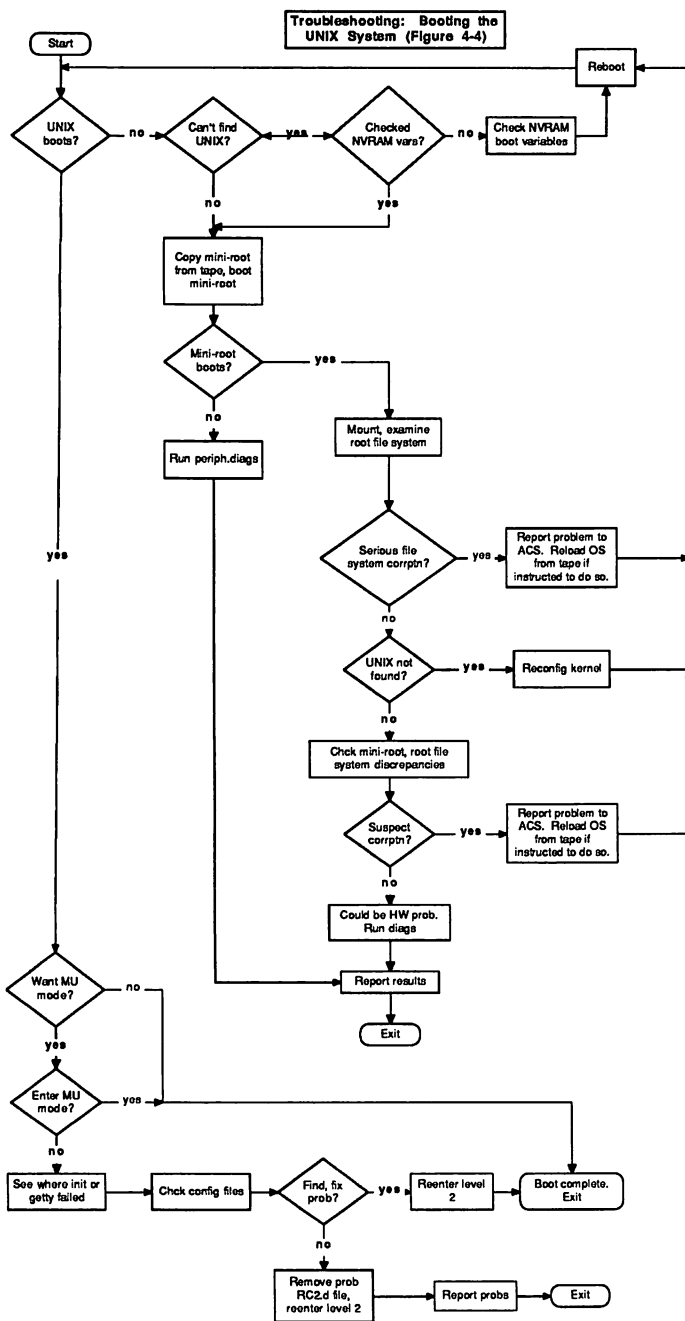 Troubleshooting: Booting the
UNIX System (Figure 4-4)
Start
Reboot
UNIX
boots?
no
Can't find
UNIX?
yes
Checked
NVRAM vars?
no
Check NVRAM
boot variables
no
yes
Copy mini-root
from tape, boot
mini-root
Mini-root
boots?
yes
no
Run periph.diags
Mount, examine
root file system
yes
Serious file
system corrptn?
yes
Report problem to
ACS. Reload OS
from tape if
instructed to do so.
no
UNIX not
found?
yes
Reconfig kernel
no
Chck mini-root, root file
system discrepancies
Suspect
corrptn?
yes
Report problem to
ACS. Reload OS
from tape if
instructed to do so.
no
Could be HW prob.
Run diags
Report results
Exit
Want MU
mode?
no
yes
Enter MU
mode?
yes
no
See where init or
getty failed
Chck config files
Find, fix
prob?
yes
Reenter level
2
Boot complete.
Exit
no
Remove prob
RC2.d file,
reenter level 2
Report probs
Exit